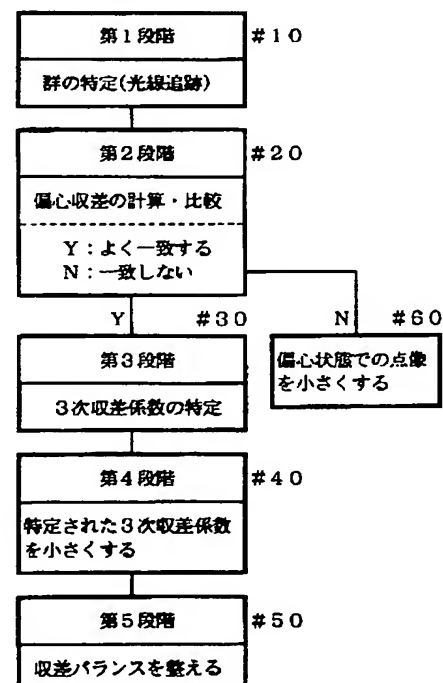 第1段階 #10
群の特定(光線追跡)
第2段階 #20
偏心収差の計算・比較
Y:よく一致する
N:一致しない
Y #30 N #60
第3段階
3次収差係数の特定
偏心状態での点像
を小さくする
第4段階 #40
特定された3次収差係数
を小さくする
第5段階 #50
収差バランスを整える